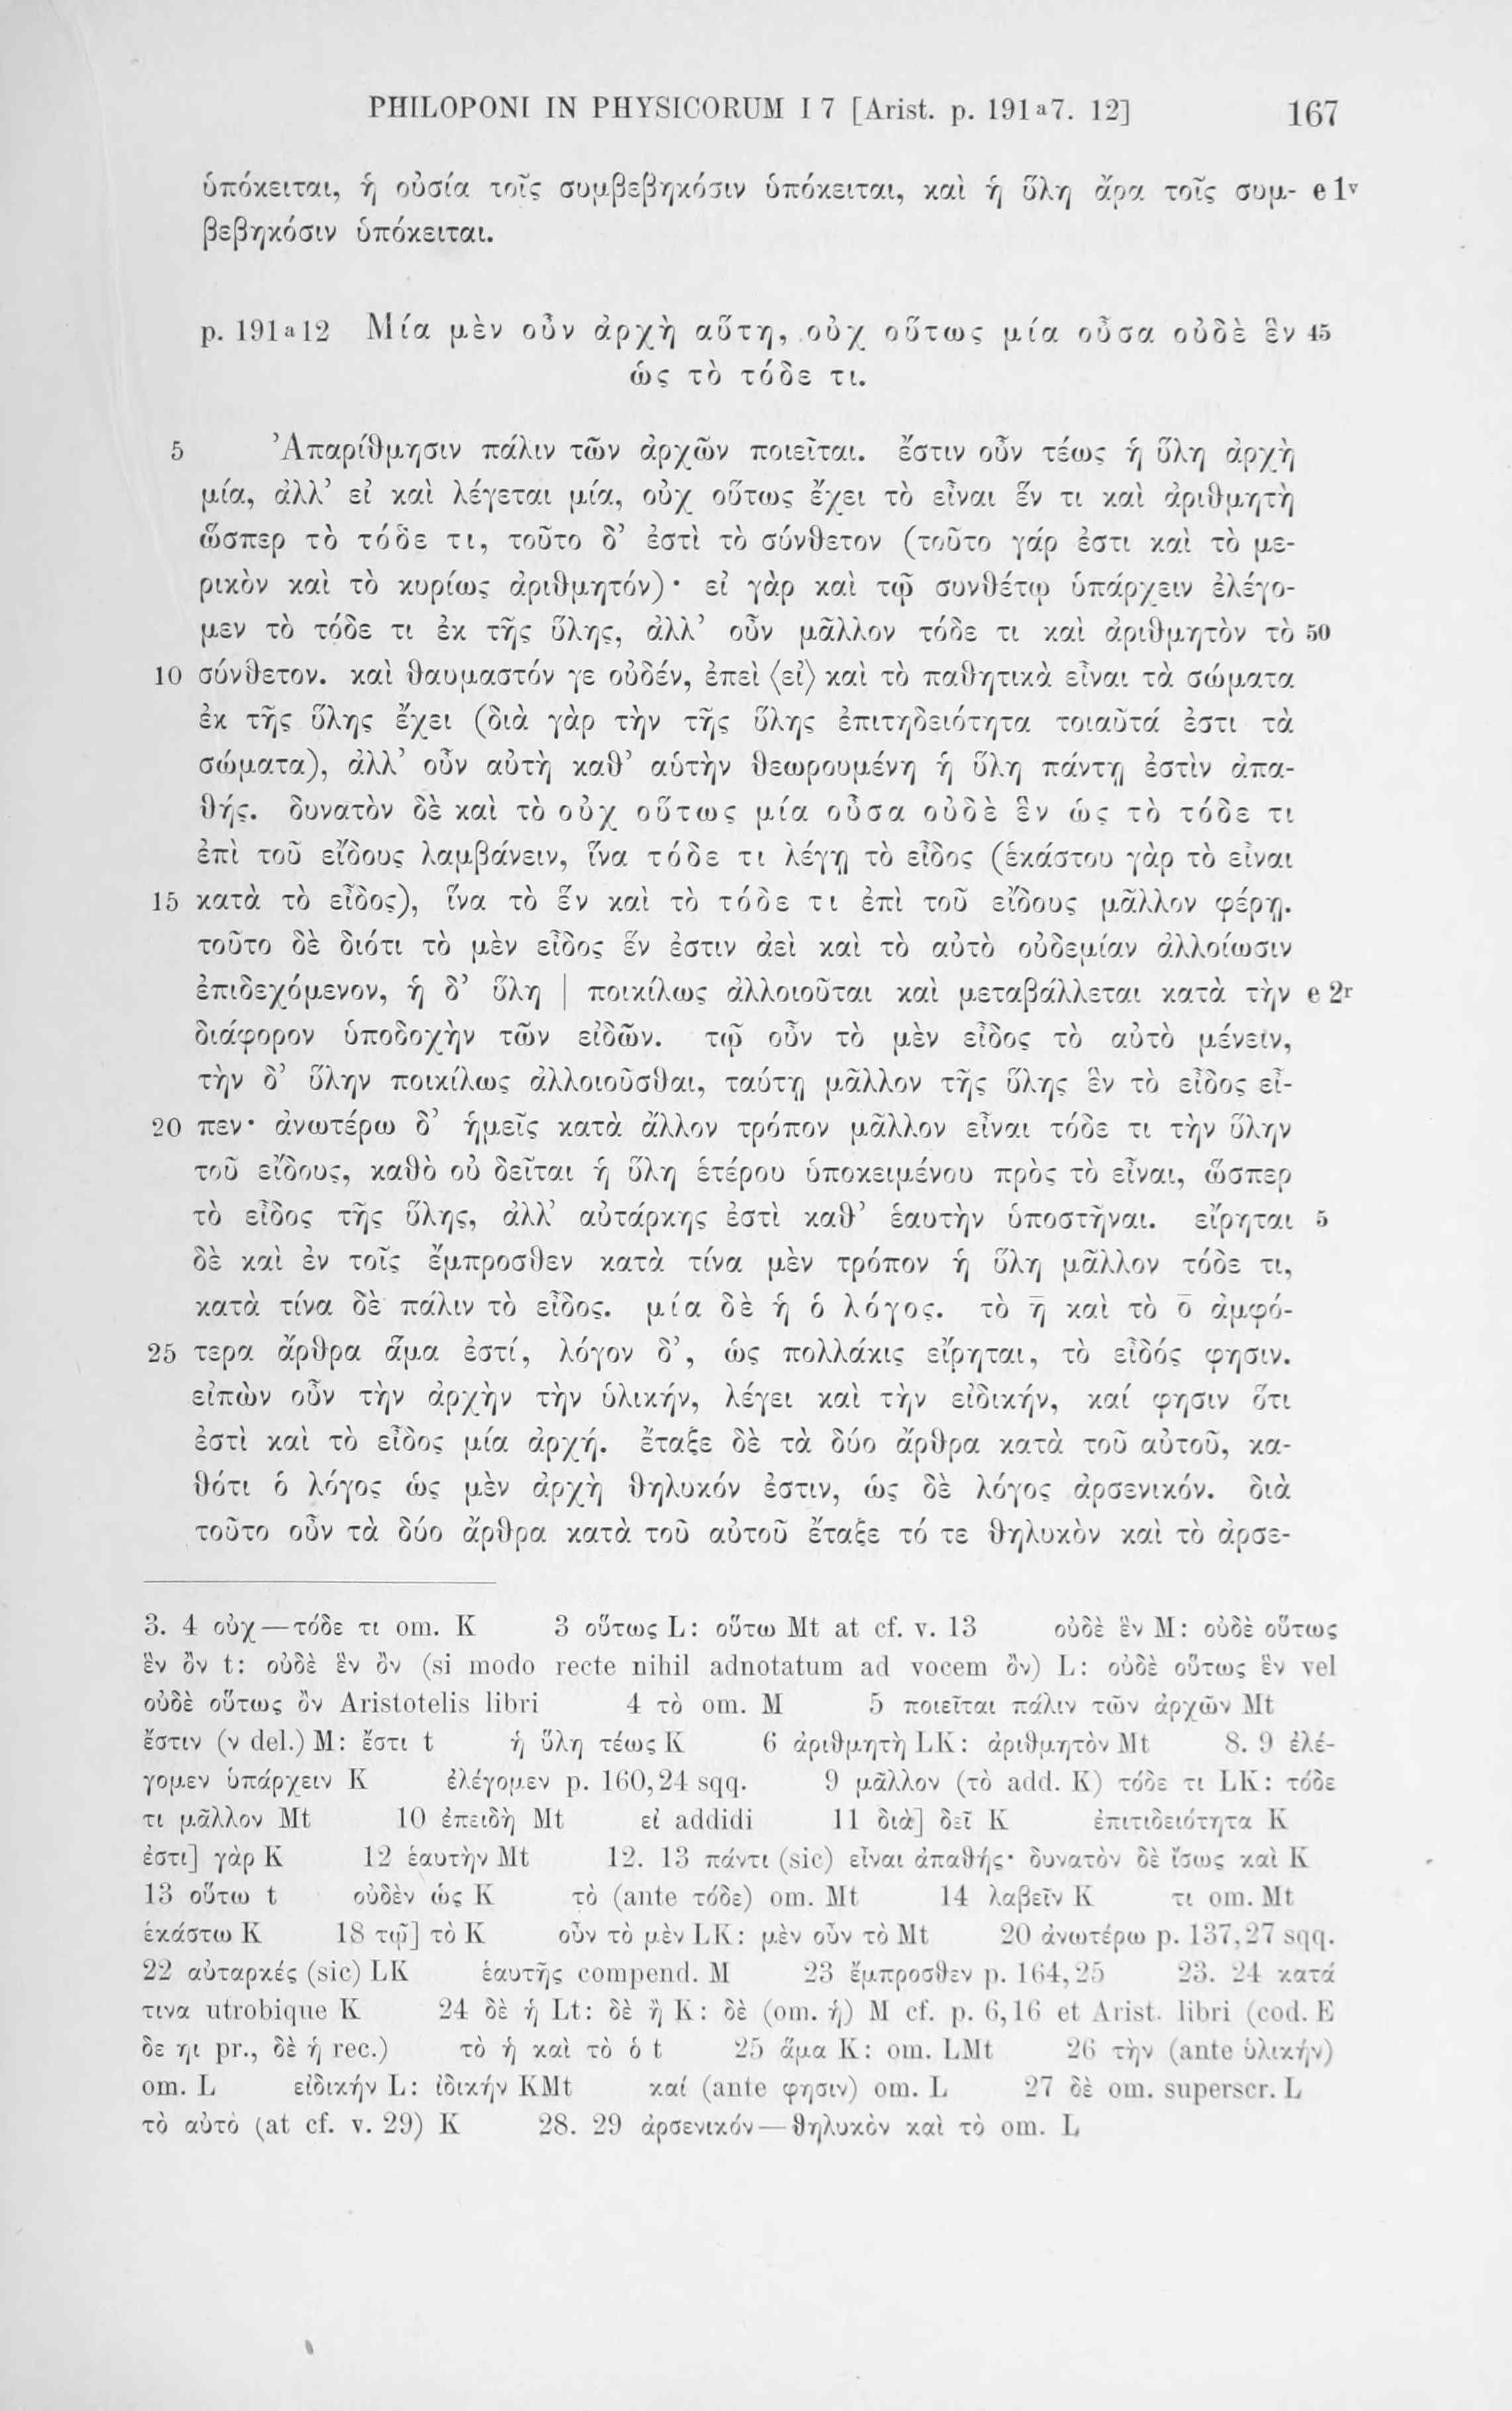 PHILOPONI IN PHYSICORUM I 7 [Arist. p. 191ᵃ7. 12] 167
ὑπόκειται, ἡ οὐσία τοῖς συμβεβηκόσιν ὑπόκειται, καὶ ἡ ὕλη ἄρα τοῖς συμ- e 1ᵛ
βεβηκόσιν ὑπόκειται.
p. 191ᵃ12 Μία μὲν οὖν ἀρχὴ αὕτη, οὐχ οὕτως μία οὖσα οὐδὲ ἓν 45
ὡς τὸ τόδε τι.
5 Ἀπαρίθμησιν πάλιν τῶν ἀρχῶν ποιεῖται. ἔστιν οὖν τέως ἡ ὕλη ἀρχὴ
μία, ἀλλ’ εἰ καὶ λέγεται μία, οὐχ οὕτως ἔχει τὸ εἶναι ἕν τι καὶ ἀριθμητὴ
ὥσπερ τὸ τόδε τι, τοῦτο δ’ ἐστὶ τὸ σύνθετον (τοῦτο γάρ ἐστι καὶ τὸ με-
ρικὸν καὶ τὸ κυρίως ἀριθμητόν)· εἰ γὰρ καὶ τῷ συνθέτῳ ὑπάρχειν ἐλέγο-
μεν τὸ τόδε τι ἐκ τῆς ὕλης, ἀλλ’ οὖν μᾶλλον τόδε τι καὶ ἀριθμητὸν τὸ 50
10 σύνθετον. καὶ θαυμαστόν γε οὐδέν, ἐπεὶ ⟨εἰ⟩ καὶ τὸ παθητικὰ εἶναι τὰ σώματα
ἐκ τῆς ὕλης ἔχει (διὰ γὰρ τὴν τῆς ὕλης ἐπιτηδειότητα τοιαῦτά ἐστι τὰ
σώματα), ἀλλ’ οὖν αὐτὴ καθ’ αὑτὴν θεωρουμένη ἡ ὕλη πάντῃ ἐστὶν ἀπα-
θής. δυνατὸν δὲ καὶ τὸ οὐχ οὕτως μία οὖσα οὐδὲ ἓν ὡς τὸ τόδε τι
ἐπὶ τοῦ εἴδους λαμβάνειν, ἵνα τόδε τι λέγῃ τὸ εἶδος (ἑκάστου γὰρ τὸ εἶναι
15 κατὰ τὸ εἶδος), ἵνα τὸ ἓν καὶ τὸ τόδε τι ἐπὶ τοῦ εἴδους μᾶλλον φέρῃ.
τοῦτο δὲ διότι τὸ μὲν εἶδος ἕν ἐστιν ἀεὶ καὶ τὸ αὐτὸ οὐδεμίαν ἀλλοίωσιν
ἐπιδεχόμενον, ἡ δ’ ὕλη | ποικίλως ἀλλοιοῦται καὶ μεταβάλλεται κατὰ τὴν e 2ʳ
διάφορον ὑποδοχὴν τῶν εἰδῶν. τῷ οὖν τὸ μὲν εἶδος τὸ αὐτὸ μένειν,
τὴν δ’ ὕλην ποικίλως ἀλλοιοῦσθαι, ταύτῃ μᾶλλον τῆς ὕλης ἓν τὸ εἶδος εἶ-
20 πεν· ἀνωτέρω δ’ ἡμεῖς κατὰ ἄλλον τρόπον μᾶλλον εἶναι τόδε τι τὴν ὕλην
τοῦ εἴδους, καθὸ οὐ δεῖται ἡ ὕλη ἑτέρου ὑποκειμένου πρὸς τὸ εἶναι, ὥσπερ
τὸ εἶδος τῆς ὕλης, ἀλλ’ αὐτάρκης ἐστὶ καθ’ ἑαυτὴν ὑποστῆναι. εἴρηται 5
δὲ καὶ ἐν τοῖς ἔμπροσθεν κατὰ τίνα μὲν τρόπον ἡ ὕλη μᾶλλον τόδε τι,
κατὰ τίνα δὲ πάλιν τὸ εἶδος. μία δὲ ἡ ὁ λόγος. τὸ η̄ καὶ τὸ ο̄ ἀμφό-
25 τερα ἄρθρα ἅμα ἐστί, λόγον δ’, ὡς πολλάκις εἴρηται, τὸ εἶδός φησιν.
εἰπὼν οὖν τὴν ἀρχὴν τὴν ὑλικήν, λέγει καὶ τὴν εἰδικήν, καί φησιν ὅτι
ἐστὶ καὶ τὸ εἶδος μία ἀρχή. ἔταξε δὲ τὰ δύο ἄρθρα κατὰ τοῦ αὐτοῦ, κα-
θότι ὁ λόγος ὡς μὲν ἀρχὴ θηλυκόν ἐστιν, ὡς δὲ λόγος ἀρσενικόν. διὰ
τοῦτο οὖν τὰ δύο ἄρθρα κατὰ τοῦ αὐτοῦ ἔταξε τό τε θηλυκὸν καὶ τὸ ἀρσε-
3. 4 οὐχ—τόδε τι om. K 3 οὕτως L: οὕτω Mt at cf. v. 13 οὐδὲ ἓν M: οὐδὲ οὕτως
ἓν ὂν t: οὐδὲ ἓν ὂν (si modo recte nihil adnotatum ad vocem ὂν) L: οὐδὲ οὕτως ἓν vel
οὐδὲ οὕτως ὂν Aristotelis libri 4 τὸ om. M 5 ποιεῖται πάλιν τῶν ἀρχῶν Mt
ἔστιν (ν del.) M: ἔστι t ἡ ὕλη τέως K 6 ἀριθμητὴ LK: ἀριθμητὸν Mt 8. 9 ἐλέ-
γομεν ὑπάρχειν K ἐλέγομεν p. 160,24 sqq. 9 μᾶλλον (τὸ add. K) τόδε τι LK: τόδε
τι μᾶλλον Mt 10 ἐπειδὴ Mt εἰ addidi 11 διὰ] δεῖ K ἐπιτιδειότητα K
ἐστι] γὰρ K 12 ἑαυτὴν Mt 12. 13 πάντι (sic) εἶναι ἀπαθής· δυνατὸν δὲ ἴσως καὶ K
13 οὕτω t οὐδὲν ὡς K τὸ (ante τόδε) om. Mt 14 λαβεῖν K τι om. Mt
ἑκάστω K 18 τῷ] τὸ K οὖν τὸ μὲν LK: μὲν οὖν τὸ Mt 20 ἀνωτέρω p. 137,27 sqq.
22 αὐταρκές (sic) LK ἑαυτῆς compend. M 23 ἔμπροσθεν p. 164,25 23. 24 κατά
τινα utrobique K 24 δὲ ἡ Lt: δὲ ἢ K: δὲ (om. ἡ) M cf. p. 6,16 et Arist. libri (cod. E
δε ηι pr., δὲ ἡ rec.) τὸ ἡ καὶ τὸ ὁ t 25 ἅμα K: om. LMt 26 τὴν (ante ὑλικήν)
om. L εἰδικήν L: ἰδικήν KMt καί (ante φησιν) om. L 27 δὲ om. superscr. L
τὸ αὐτὸ (at cf. v. 29) K 28. 29 ἀρσενικόν—θηλυκὸν καὶ τὸ om. L